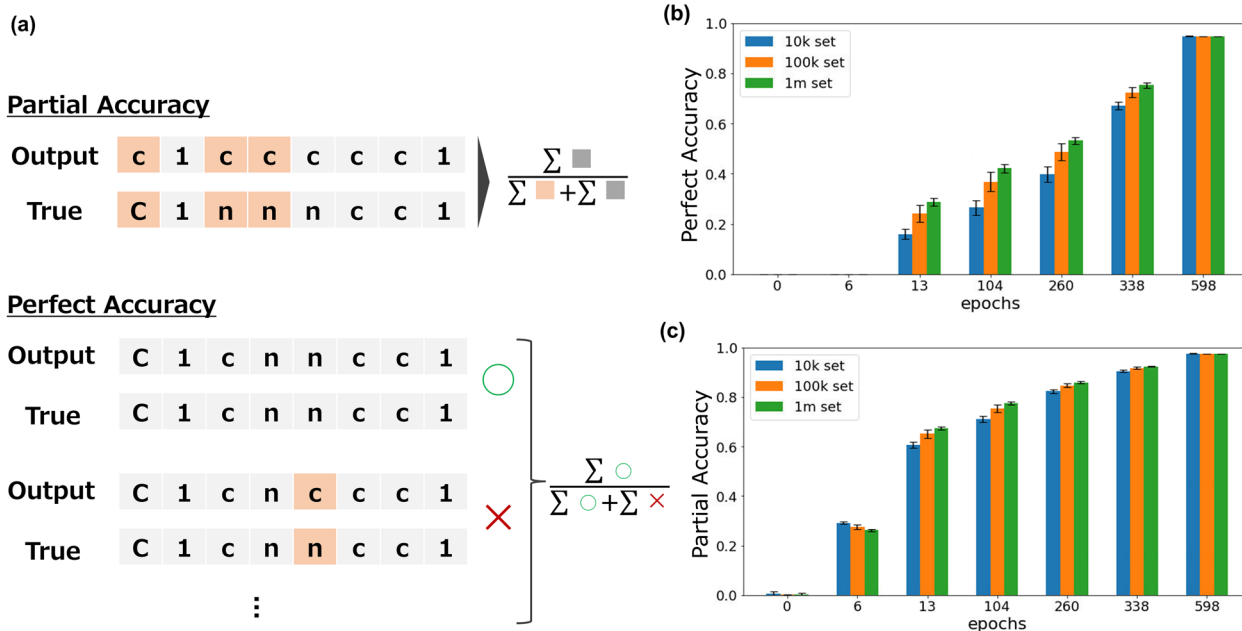 (a)
Partial Accuracy
Output c 1 c c c c c 1
True C 1 n n n c c 1
∑
∑ + ∑
Perfect Accuracy
Output C 1 c n n c c 1
True C 1 c n n c c 1
Output C 1 c n c c c 1
True C 1 c n n c c 1
⋮
∑ ○
∑ ○ + ∑ ×
(b)
Perfect Accuracy
1.0
0.8
0.6
0.4
0.2
0.0
10k set
100k set
1m set
0 6 13 104 260 338 598
epochs
(c)
Partial Accuracy
1.0
0.8
0.6
0.4
0.2
0.0
10k set
100k set
1m set
0 6 13 104 260 338 598
epochs